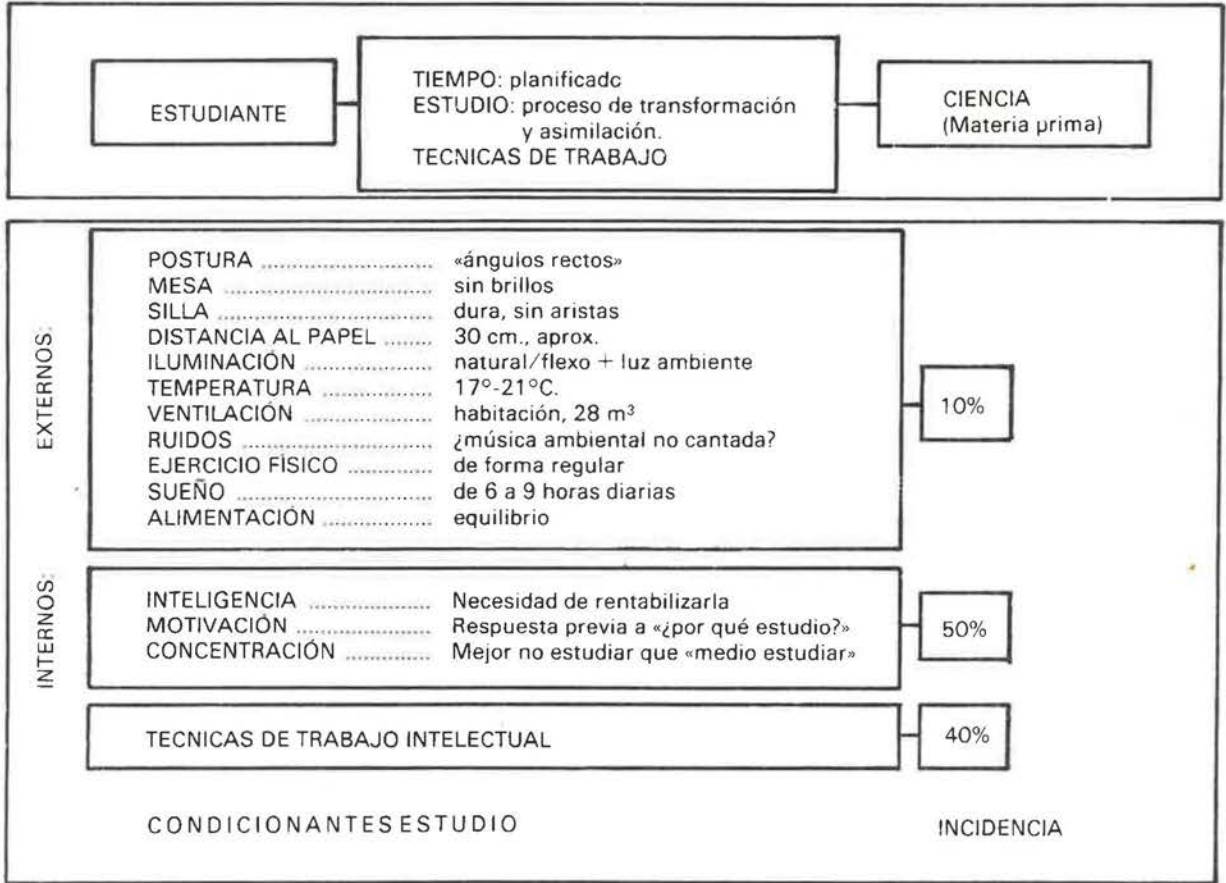 ESTUDIANTE
TIEMPO: planificadc
ESTUDIO: proceso de transformación
y asimilación.
TECNICAS DE TRABAJO
CIENCIA
(Materia prima)
EXTERNOS:
POSTURA ............................ «ángulos rectos»
MESA .................................. sin brillos
SILLA ................................... dura, sin aristas
DISTANCIA AL PAPEL ........ 30 cm., aprox.
ILUMINACIÓN .................... natural/flexo + luz ambiente
TEMPERATURA .................. 17°-21°C.
VENTILACIÓN .................... habitación, 28 m³
RUIDOS .............................. ¿música ambiental no cantada?
EJERCICIO FÍSICO .............. de forma regular
SUEÑO ................................ de 6 a 9 horas diarias
ALIMENTACIÓN ................. equilibrio
10%
INTERNOS:
INTELIGENCIA .................... Necesidad de rentabilizarla
MOTIVACIÓN ...................... Respuesta previa a «¿por qué estudio?»
CONCENTRACIÓN .............. Mejor no estudiar que «medio estudiar»
50%
TECNICAS DE TRABAJO INTELECTUAL
40%
CONDICIONANTES ESTUDIO
INCIDENCIA